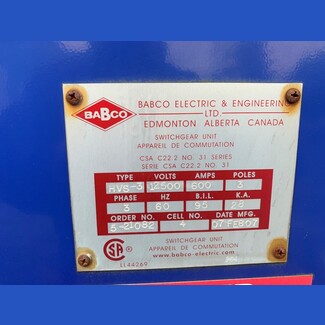 BABCO
BABCO ELECTRIC & ENGINEERING
LTD.
EDMONTON ALBERTA CANADA
SWITCHGEAR UNIT
APPAREIL DE COMMUTATION
CSA C22.2 NO. 31 SERIES
SERIE CSA C22.2 NO. 31
TYPE VOLTS AMPS POLES
HVS-3 12500 600 3
PHASE HZ B.I.L. K.A.
3 60 95 25
ORDER NO. CELL NO. DATE MFG.
S-21082 4 07 FEB 07
SWITCHGEAR UNIT
APPAREIL DE COMMUTATION
www.babco-electric.com
LL44269